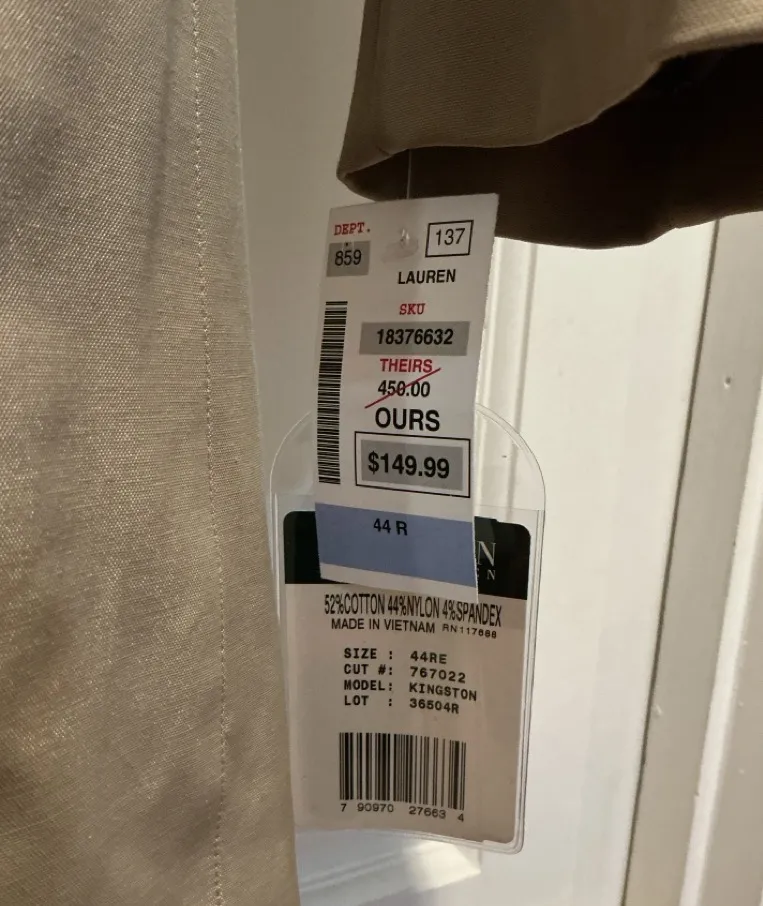 DEPT.
137
859
LAUREN
SKU
18376632
THEIRS
450.00
OURS
$149.99
44 R
N
N
52%COTTON 44%NYLON 4%SPANDEX
MADE IN VIETNAM RN117688
SIZE : 44RE
CUT #: 767022
MODEL: KINGSTON
LOT : 36504R
7 90970 27663 4